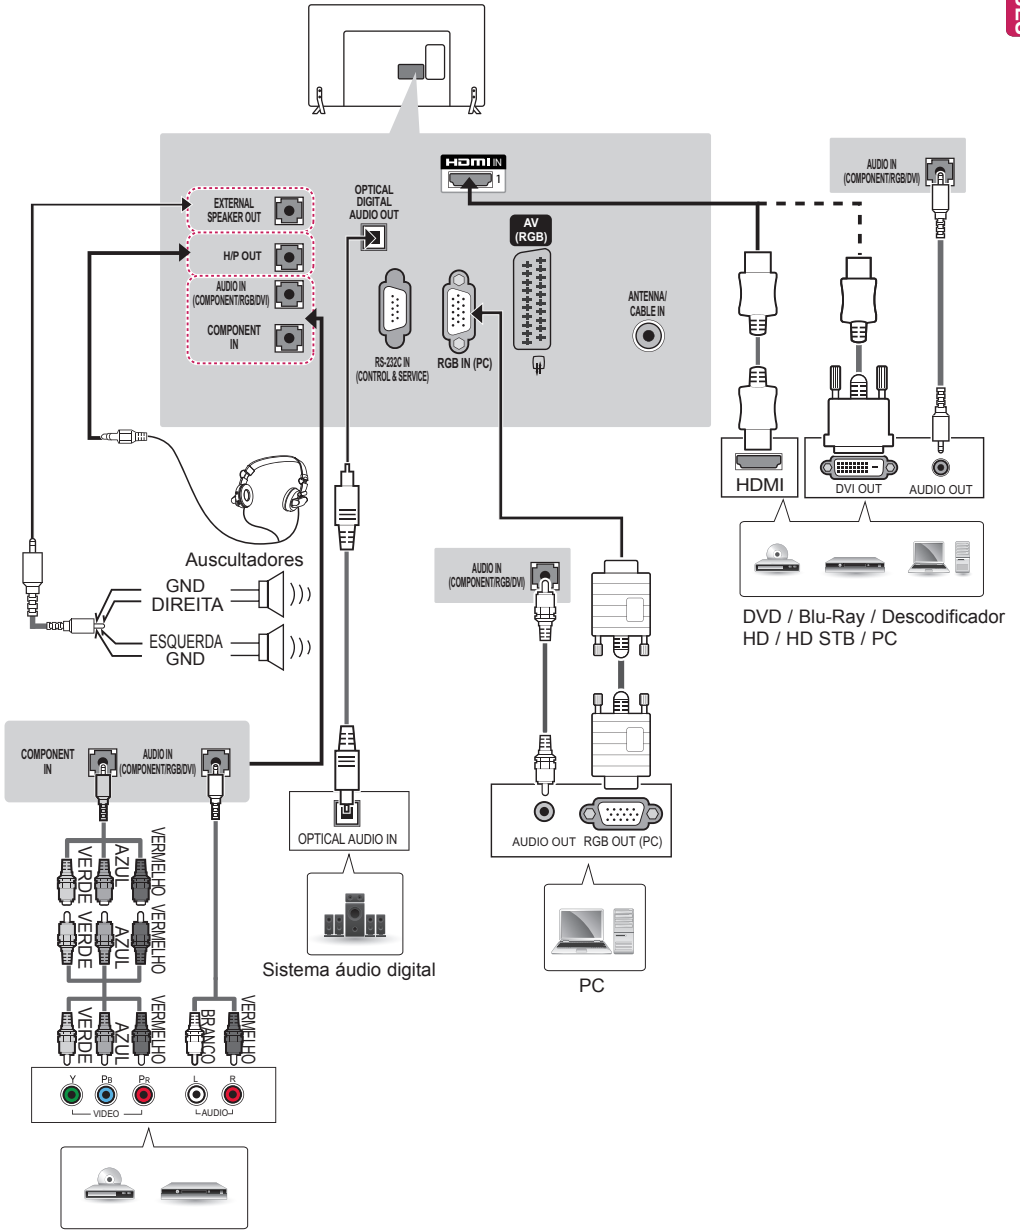 HDMI IN
1
EXTERNAL
SPEAKER OUT
H/P OUT
AUDIO IN
(COMPONENT/RGB/DVI)
COMPONENT
IN
OPTICAL
DIGITAL
AUDIO OUT
RS-232C IN
(CONTROL & SERVICE)
RGB IN (PC)
AV
(RGB)
ANTENNA/
CABLE IN
AUDIO IN
(COMPONENT/RGB/DVI)
HDMI
DVI OUT
AUDIO OUT
DVD / Blu-Ray / Descodificador
HD / HD STB / PC
Auscultadores
GND
DIREITA
ESQUERDA
GND
AUDIO IN
(COMPONENT/RGB/DVI)
AUDIO OUT
RGB OUT (PC)
PC
OPTICAL AUDIO IN
Sistema áudio digital
COMPONENT
IN
AUDIO IN
(COMPONENT/RGB/DVI)
VERDE
AZUL
VERMELHO
VERDE
AZUL
VERMELHO
VERDE
AZUL
VERMELHO
BRANCO
VERMELHO
Y
PB
PR
VIDEO
L
R
AUDIO